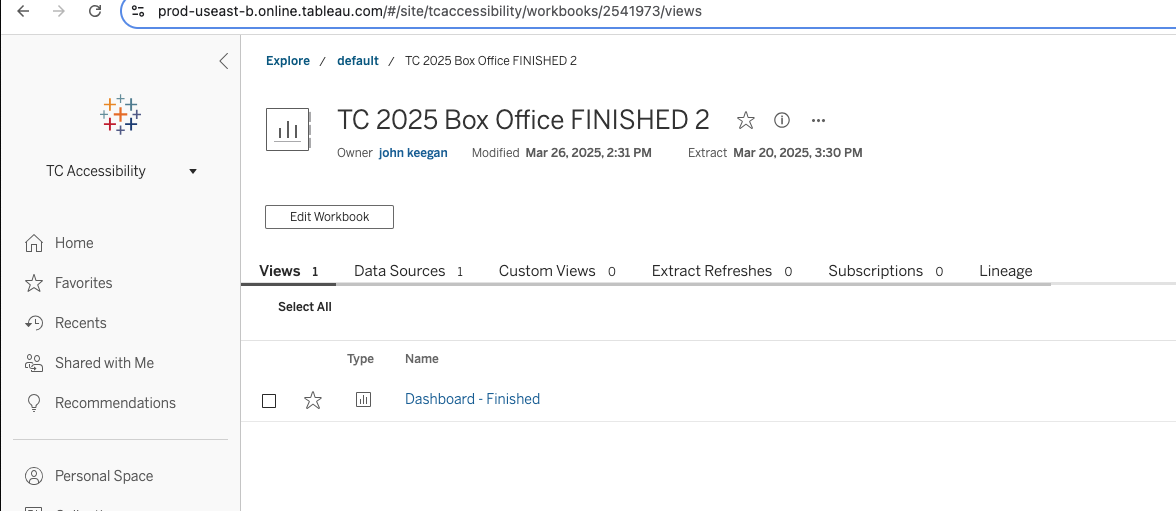 prod-useast-b.online.tableau.com/#/site/tcaccessibility/workbooks/2541973/views
Explore / default / TC 2025 Box Office FINISHED 2
TC 2025 Box Office FINISHED 2
Owner john keegan Modified Mar 26, 2025, 2:31 PM Extract Mar 20, 2025, 3:30 PM
TC Accessibility
Edit Workbook
Home
Favorites
Recents
Shared with Me
Recommendations
Personal Space
Views 1 Data Sources 1 Custom Views 0 Extract Refreshes 0 Subscriptions 0 Lineage
Select All
Type Name
Dashboard - Finished